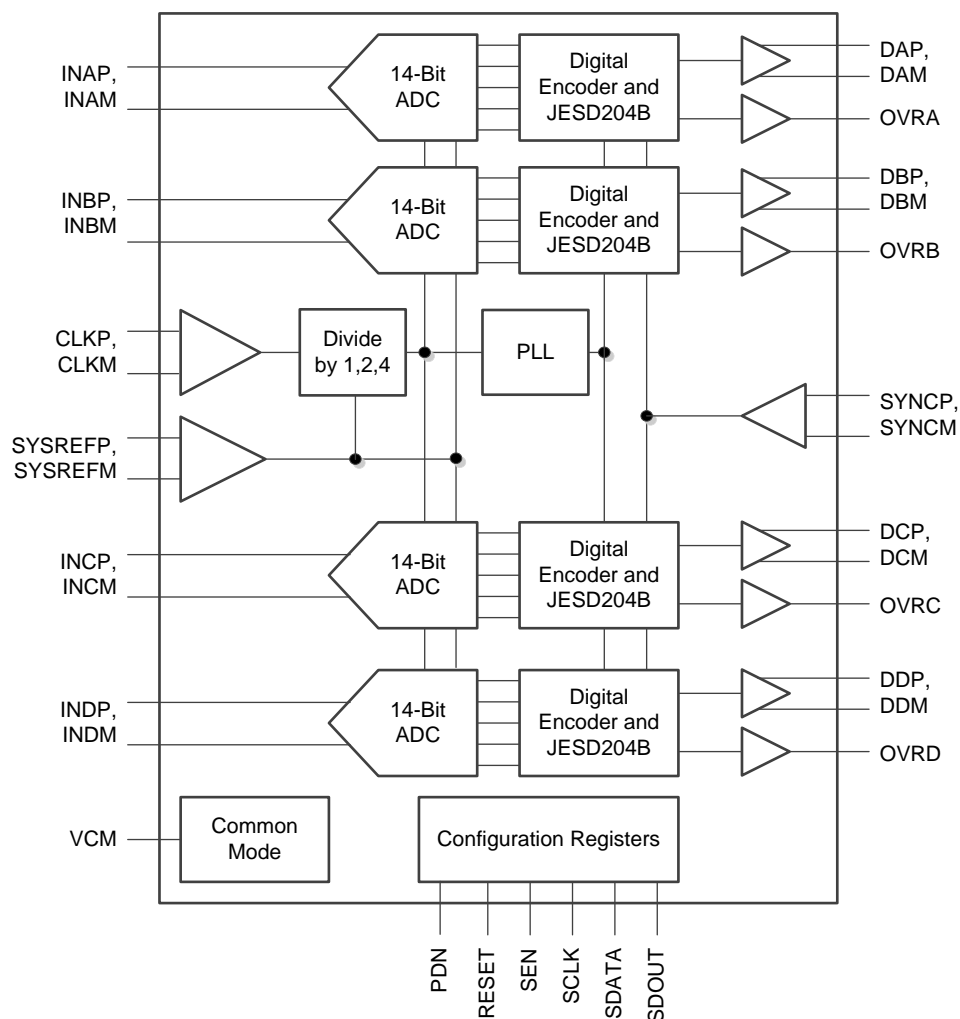 INAP,
INAM
14-Bit
ADC
Digital
Encoder and
JESD204B
DAP,
DAM
OVRA
INBP,
INBM
14-Bit
ADC
Digital
Encoder and
JESD204B
DBP,
DBM
OVRB
CLKP,
CLKM
Divide
by 1,2,4
PLL
SYNCP,
SYNCM
SYSREFP,
SYSREFM
INCP,
INCM
14-Bit
ADC
Digital
Encoder and
JESD204B
DCP,
DCM
OVRC
INDP,
INDM
14-Bit
ADC
Digital
Encoder and
JESD204B
DDP,
DDM
OVRD
VCM
Common
Mode
Configuration Registers
PDN
RESET
SEN
SCLK
SDATA
SDOUT